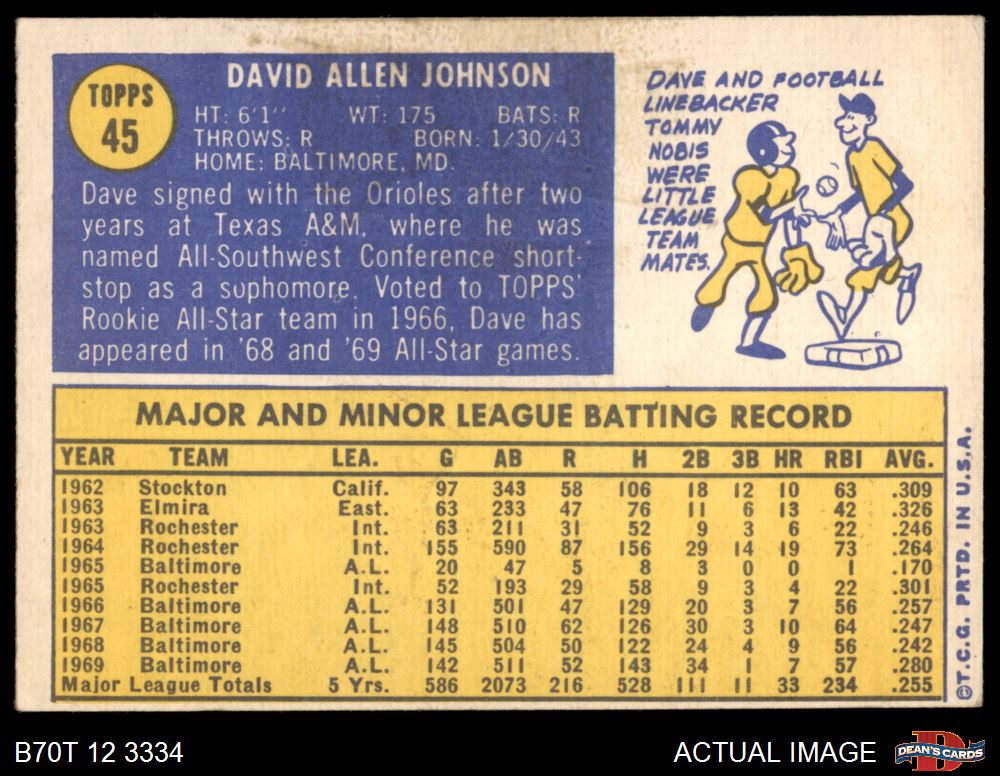 TOPPS
45
DAVID ALLEN JOHNSON
HT: 6'1'' WT: 175 BATS: R
THROWS: R BORN: 1/30/43
HOME: BALTIMORE, MD.
Dave signed with the Orioles after two
years at Texas A&M, where he was
named All-Southwest Conference short-
stop as a sophomore. Voted to TOPPS'
Rookie All-Star team in 1966, Dave has
appeared in '68 and '69 All-Star games.
DAVE AND FOOTBALL
LINEBACKER
TOMMY
NOBIS
WERE
LITTLE
LEAGUE
TEAM
MATES.
MAJOR AND MINOR LEAGUE BATTING RECORD
YEAR TEAM LEA. G AB R H 2B 3B HR RBI AVG.
1962 Stockton Calif. 97 343 58 106 18 12 10 63 .309
1963 Elmira East. 63 233 47 76 11 6 13 42 .326
1963 Rochester Int. 63 211 31 52 9 3 6 22 .246
1964 Rochester Int. 155 590 87 156 29 14 19 73 .264
1965 Baltimore A.L. 20 47 5 8 3 0 0 1 .170
1965 Rochester Int. 52 193 29 58 9 3 4 22 .301
1966 Baltimore A.L. 131 501 47 129 20 3 7 56 .257
1967 Baltimore A.L. 148 510 62 126 30 3 10 64 .247
1968 Baltimore A.L. 145 504 50 122 24 4 9 56 .242
1969 Baltimore A.L. 142 511 52 143 34 1 7 57 .280
Major League Totals 5 Yrs. 586 2073 216 528 111 11 33 234 .255
©T.C.G. PRTD. IN U.S.A.
B70T 12 3334
ACTUAL IMAGE
D
DEAN'S CARDS